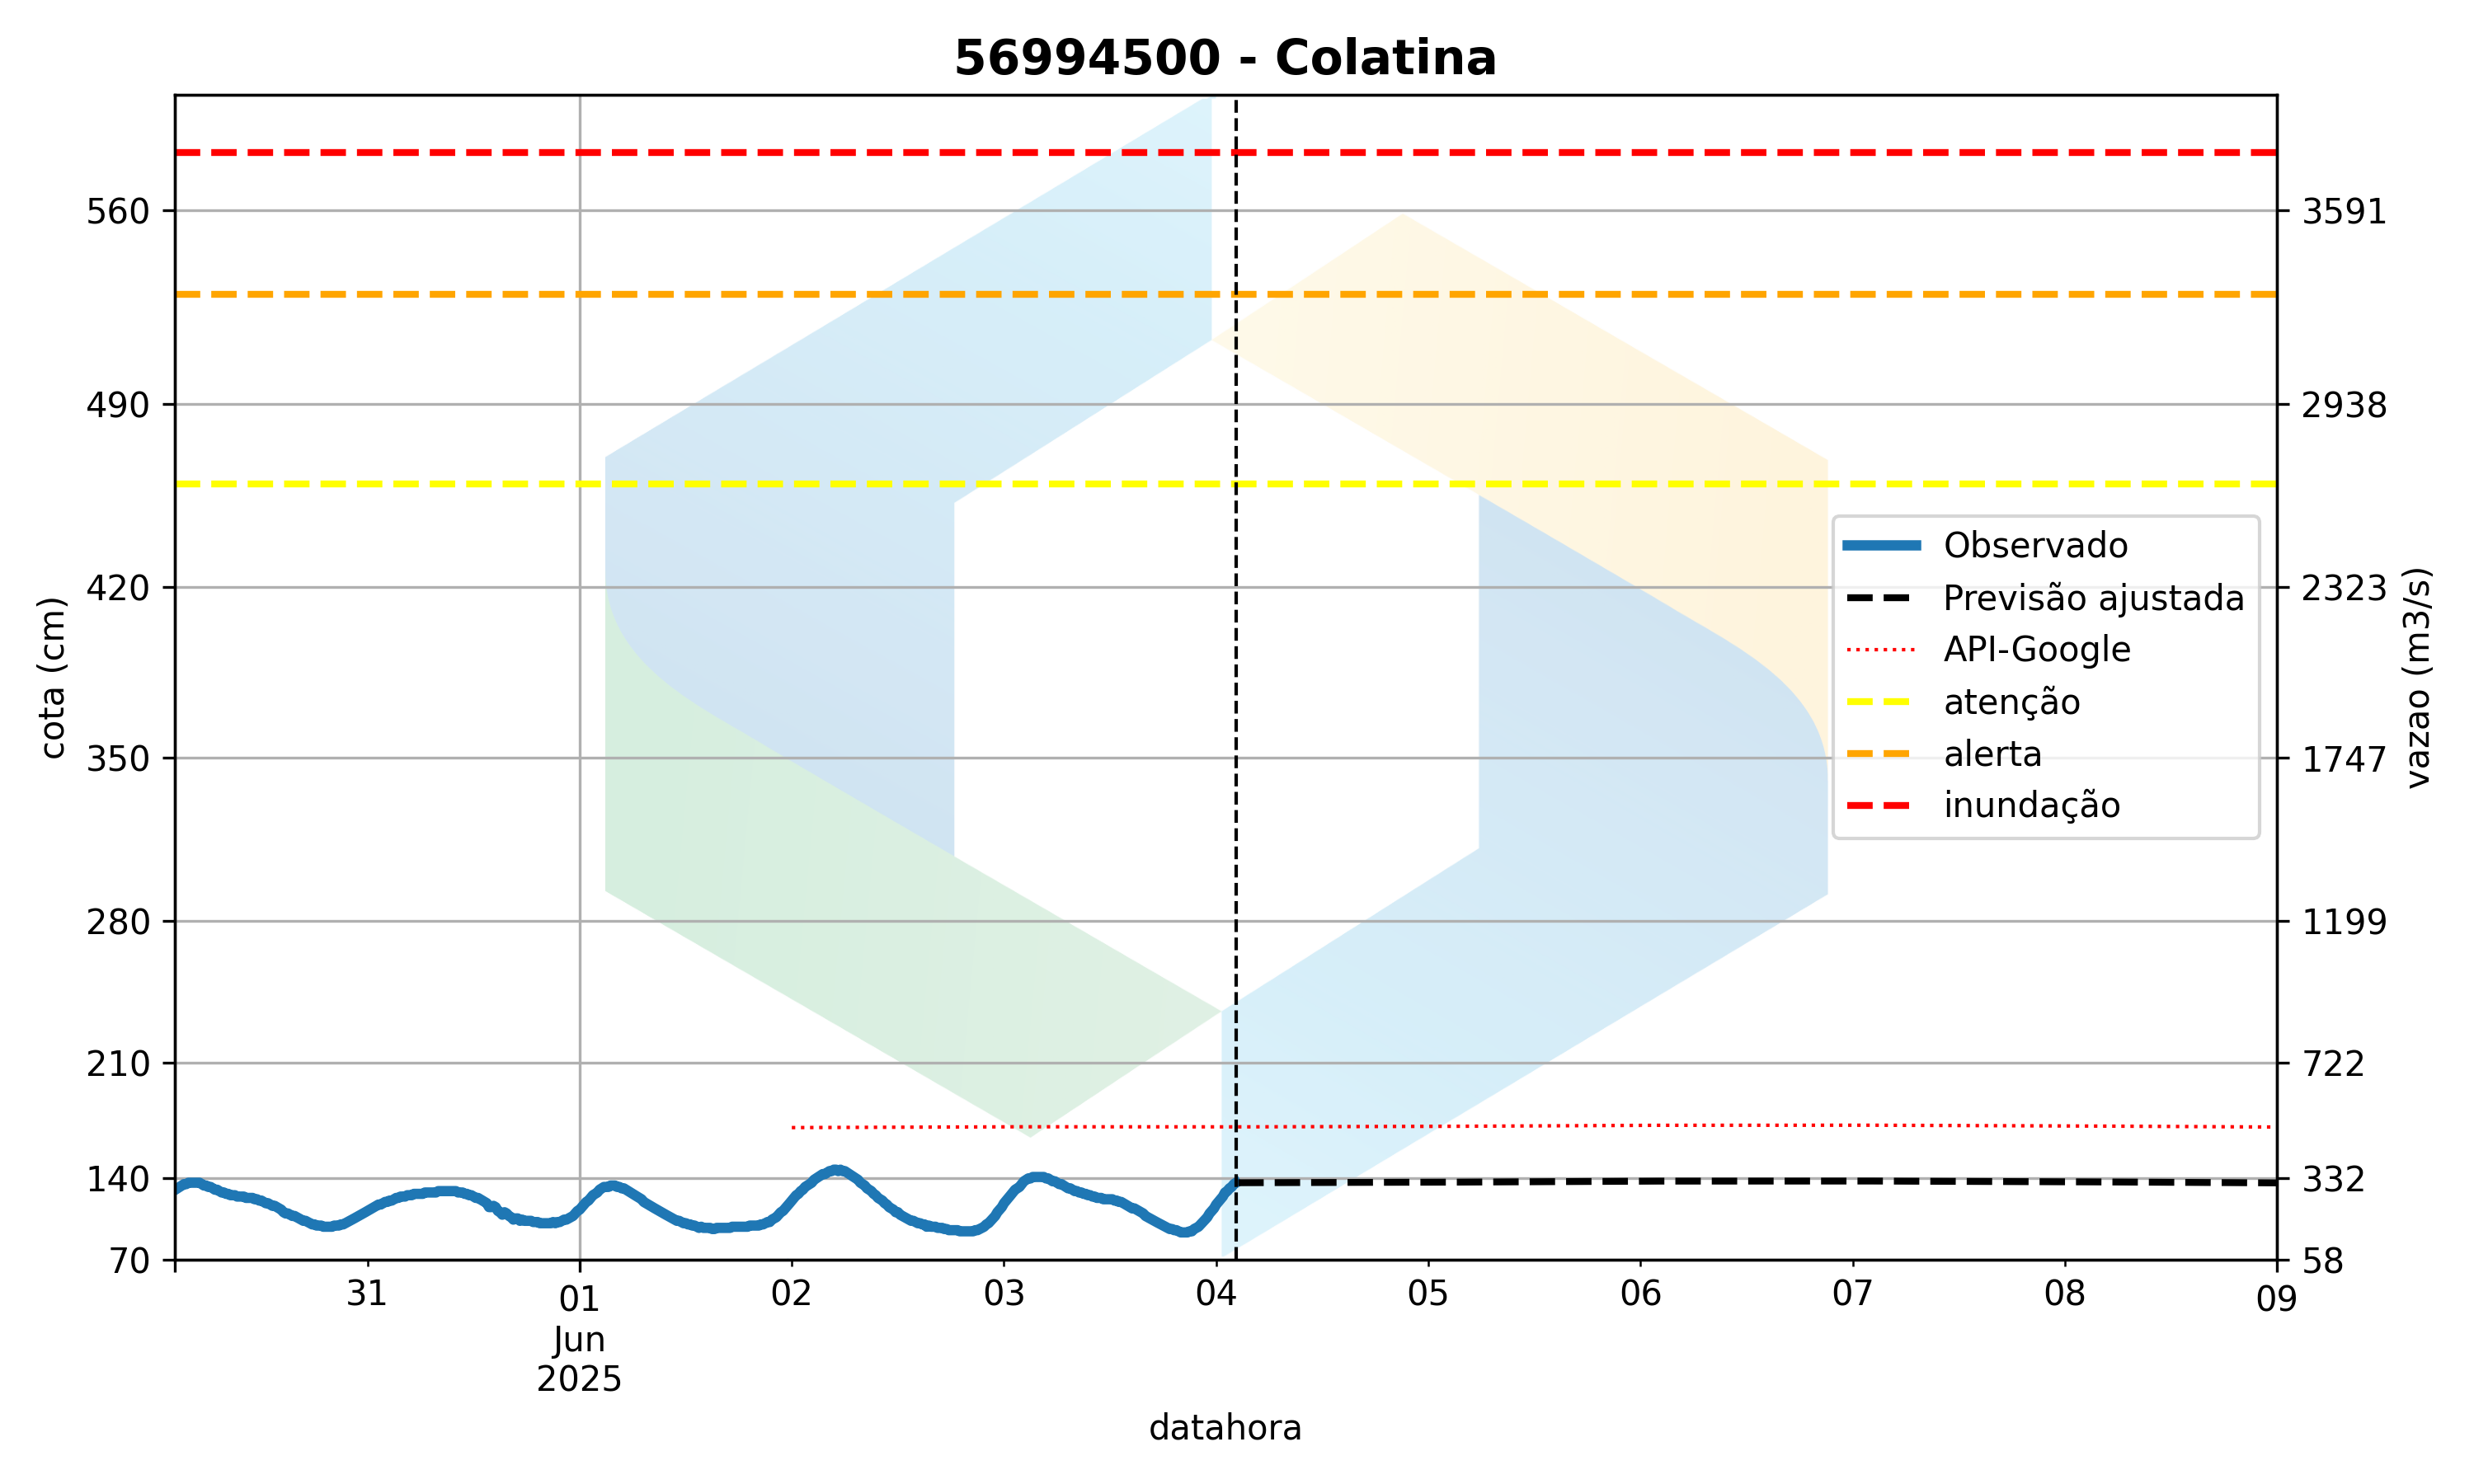 56994500 - Colatina
560
490
420
350
280
210
140
70
cota (cm)
3591
2938
2323
1747
1199
722
332
58
vazao (m3/s)
Observado
Previsão ajustada
API-Google
atenção
alerta
inundação
31
01
Jun
2025
02
03
04
05
06
07
08
09
datahora